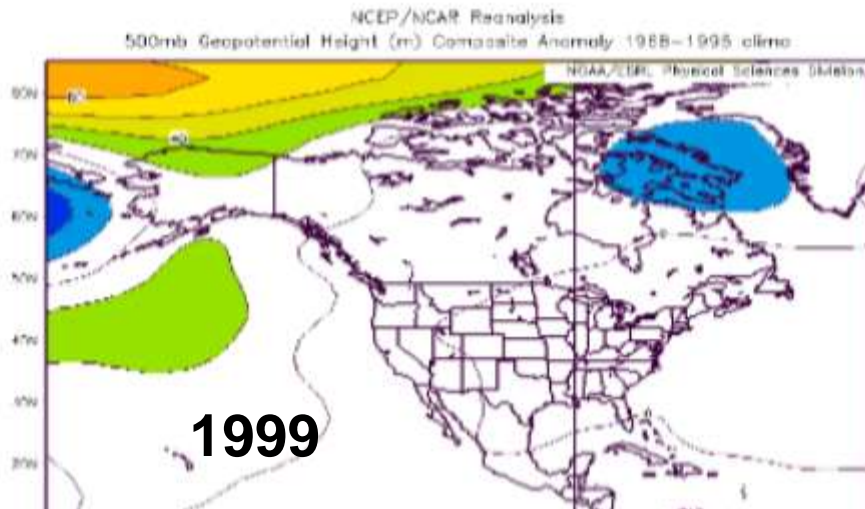 NCEP/NCAR Reanalysis
500mb Geopotential Height (m) Composite Anomaly 1968-1996 clima
NOAA/ESRL Physical Sciences Division
80N
70N
60N
50N
40N
30N
20N
1999